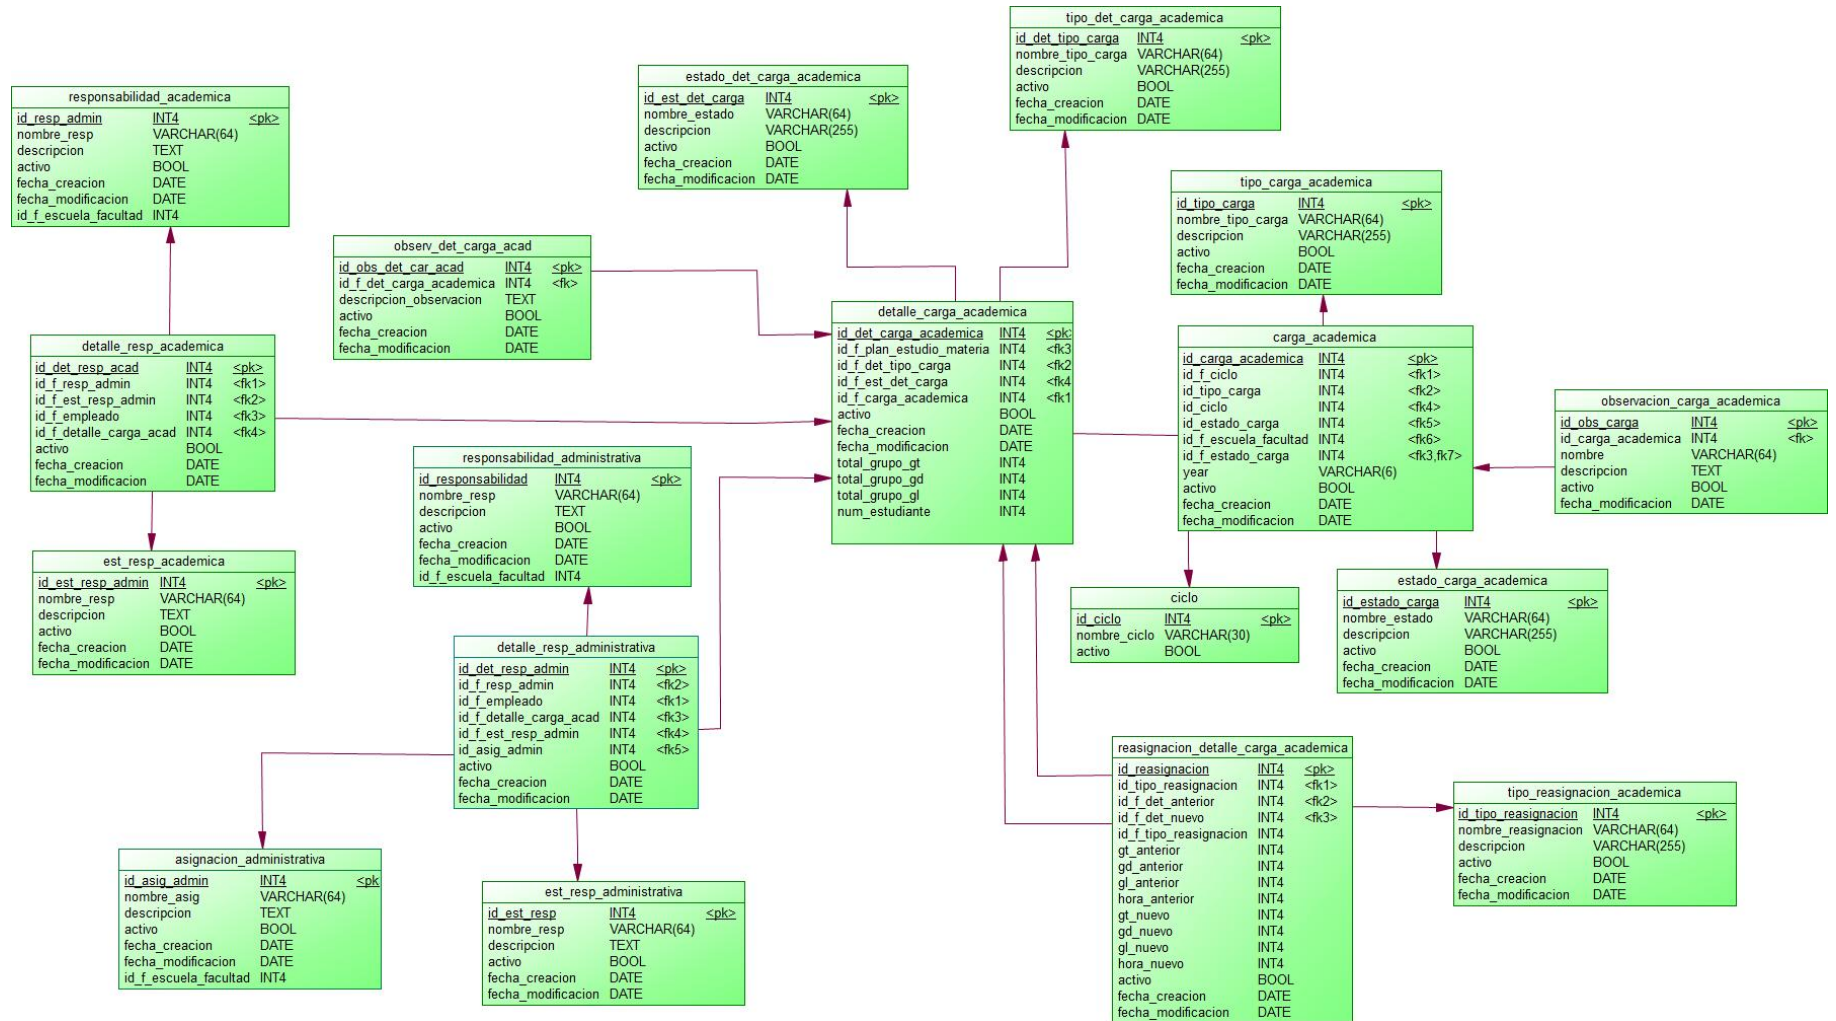 tipo_det_carga_academica
id_det_tipo_carga INT4 <pk>
nombre_tipo_carga VARCHAR(64)
descripcion VARCHAR(255)
activo BOOL
fecha_creacion DATE
fecha_modificacion DATE
estado_det_carga_academica
id_est_det_carga INT4 <pk>
nombre_estado VARCHAR(64)
descripcion VARCHAR(255)
activo BOOL
fecha_creacion DATE
fecha_modificacion DATE
responsabilidad_academica
id_resp_admin INT4 <pk>
nombre_resp VARCHAR(64)
descripcion TEXT
activo BOOL
fecha_creacion DATE
fecha_modificacion DATE
id_f_escuela_facultad INT4
tipo_carga_academica
id_tipo_carga INT4 <pk>
nombre_tipo_carga VARCHAR(64)
descripcion VARCHAR(255)
activo BOOL
fecha_creacion DATE
fecha_modificacion DATE
observ_det_carga_acad
id_obs_det_car_acad INT4 <pk>
id_f_det_carga_academica INT4 <fk>
descripcion_observacion TEXT
activo BOOL
fecha_creacion DATE
fecha_modificacion DATE
detalle_carga_academica
id_det_carga_academica INT4 <pk>
id_f_plan_estudio_materia INT4 <fk3
id_f_det_tipo_carga INT4 <fk2
id_f_est_det_carga INT4 <fk4
id_f_carga_academica INT4 <fk1
activo BOOL
fecha_creacion DATE
fecha_modificacion DATE
total_grupo_gt INT4
total_grupo_gd INT4
total_grupo_gl INT4
num_estudiante INT4
carga_academica
id_carga_academica INT4 <pk>
id_f_ciclo INT4 <fk1>
id_tipo_carga INT4 <fk2>
id_ciclo INT4 <fk4>
id_estado_carga INT4 <fk5>
id_f_escuela_facultad INT4 <fk6>
id_f_estado_carga INT4 <fk3,fk7>
year VARCHAR(6)
activo BOOL
fecha_creacion DATE
fecha_modificacion DATE
detalle_resp_academica
id_det_resp_acad INT4 <pk>
id_f_resp_admin INT4 <fk1>
id_f_est_resp_admin INT4 <fk2>
id_f_empleado INT4 <fk3>
id_f_detalle_carga_acad INT4 <fk4>
activo BOOL
fecha_creacion DATE
fecha_modificacion DATE
observacion_carga_academica
id_obs_carga INT4 <pk>
id_carga_academica INT4 <fk>
nombre VARCHAR(64)
descripcion TEXT
activo BOOL
fecha_modificacion DATE
responsabilidad_administrativa
id_responsabilidad INT4 <pk>
nombre_resp VARCHAR(64)
descripcion TEXT
activo BOOL
fecha_creacion DATE
fecha_modificacion DATE
id_f_escuela_facultad INT4
est_resp_academica
id_est_resp_admin INT4 <pk>
nombre_resp VARCHAR(64)
descripcion TEXT
activo BOOL
fecha_creacion DATE
fecha_modificacion DATE
ciclo
id_ciclo INT4 <pk>
nombre_ciclo VARCHAR(30)
activo BOOL
estado_carga_academica
id_estado_carga INT4 <pk>
nombre_estado VARCHAR(64)
descripcion VARCHAR(255)
activo BOOL
fecha_creacion DATE
fecha_modificacion DATE
detalle_resp_administrativa
id_det_resp_admin INT4 <pk>
id_f_resp_admin INT4 <fk2>
id_f_empleado INT4 <fk1>
id_f_detalle_carga_acad INT4 <fk3>
id_f_est_resp_admin INT4 <fk4>
id_asig_admin INT4 <fk5>
activo BOOL
fecha_creacion DATE
fecha_modificacion DATE
reasignacion_detalle_carga_academica
id_reasignacion INT4 <pk>
id_tipo_reasignacion INT4 <fk1>
id_f_det_anterior INT4 <fk2>
id_f_det_nuevo INT4 <fk3>
id_f_tipo_reasignacion INT4
gt_anterior INT4
gd_anterior INT4
gl_anterior INT4
hora_anterior INT4
gt_nuevo INT4
gd_nuevo INT4
gl_nuevo INT4
hora_nuevo INT4
activo BOOL
fecha_creacion DATE
fecha_modificacion DATE
tipo_reasignacion_academica
id_tipo_reasignacion INT4 <pk>
nombre_reasignacion VARCHAR(64)
descripcion VARCHAR(255)
activo BOOL
fecha_creacion DATE
fecha_modificacion DATE
asignacion_administrativa
id_asig_admin INT4 <pk
nombre_asig VARCHAR(64)
descripcion TEXT
activo BOOL
fecha_creacion DATE
fecha_modificacion DATE
id_f_escuela_facultad INT4
est_resp_administrativa
id_est_resp INT4 <pk>
nombre_resp VARCHAR(64)
descripcion TEXT
activo BOOL
fecha_creacion DATE
fecha_modificacion DATE